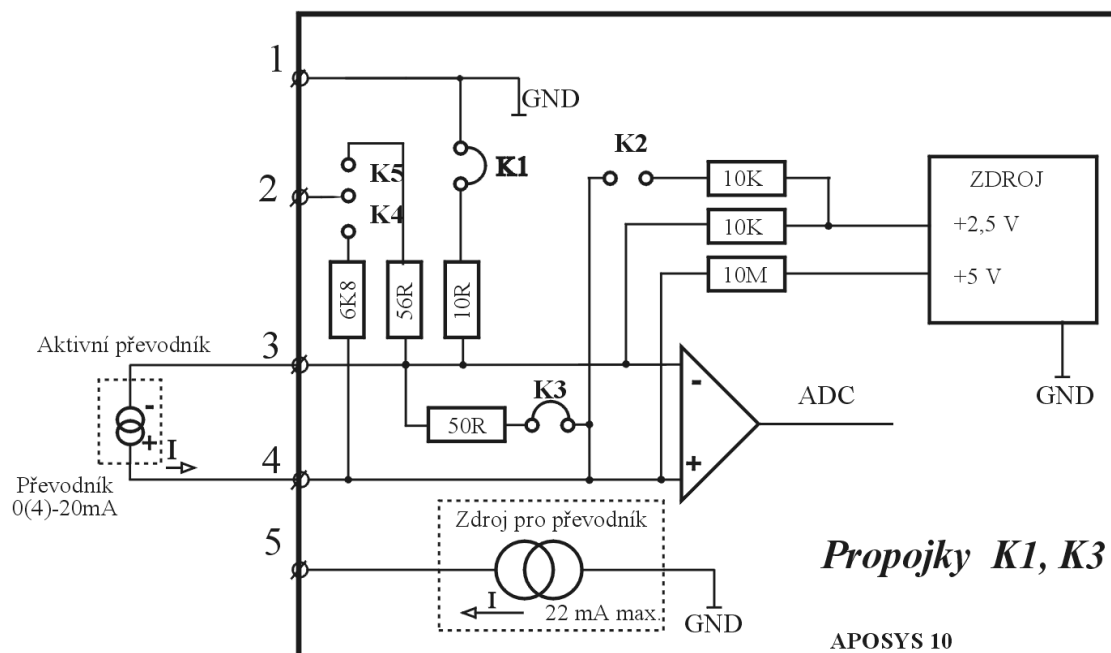 1
GND
K5
K1
K2
10K
ZDROJ
2
K4
10K
+2,5 V
10M
+5 V
6K8
56R
10R
Aktivní převodník
3
-
GND
K3
ADC
-
50R
+
I
4
+
Převodník
0(4)-20mA
Zdroj pro převodník
5
Propojky K1, K3
I
22 mA max.
GND
APOSYS 10